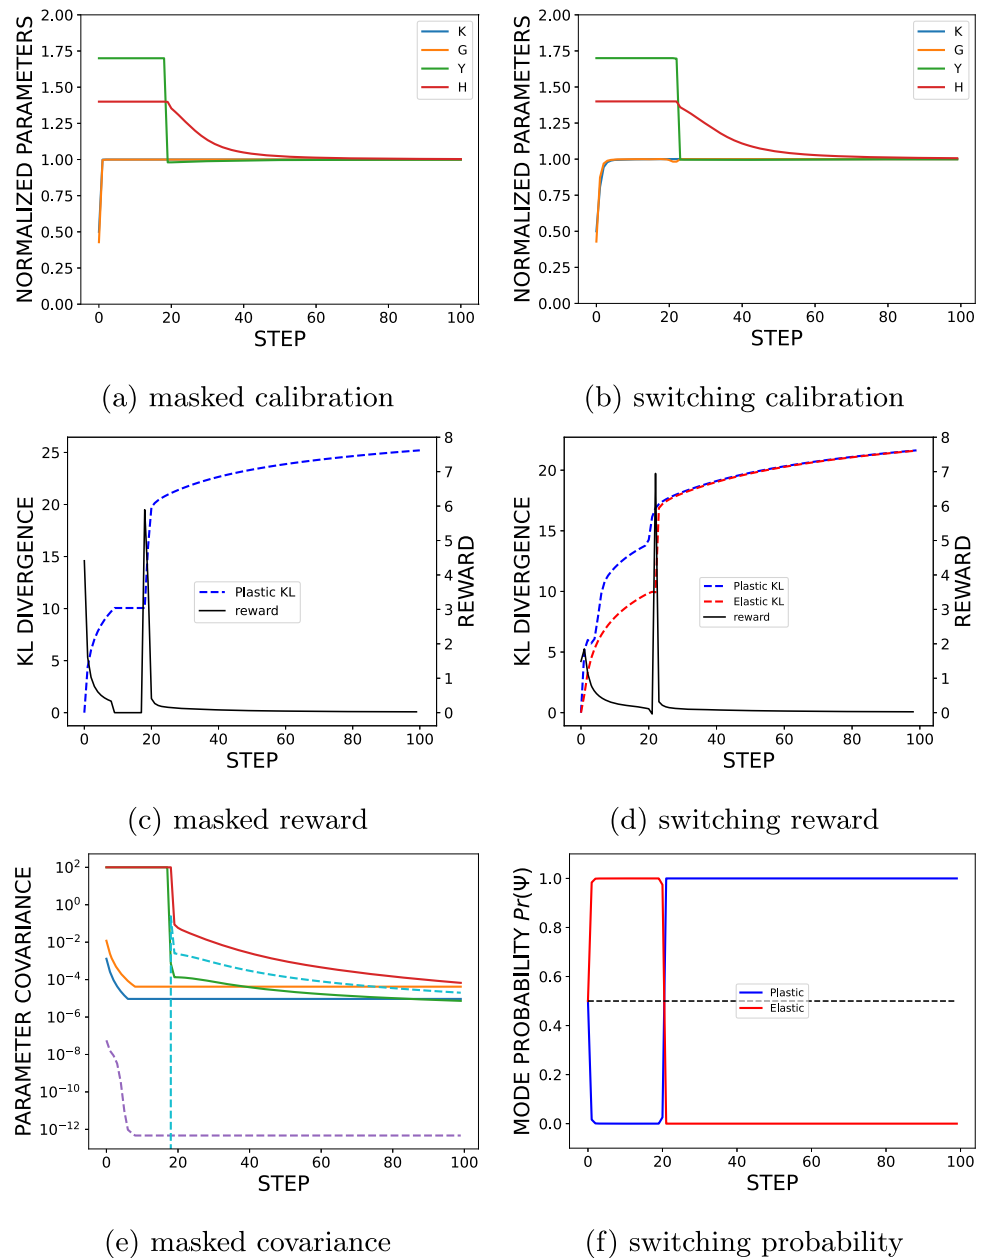 2.00
1.75
1.50
1.25
1.00
0.75
0.50
0.25
0.00
NORMALIZED PARAMETERS
K
G
Y
H
0 20 40 60 80 100
STEP
(a) masked calibration
2.00
1.75
1.50
1.25
1.00
0.75
0.50
0.25
0.00
NORMALIZED PARAMETERS
K
G
Y
H
0 20 40 60 80 100
STEP
(b) switching calibration
25
20
15
10
5
0
KL DIVERGENCE
Plastic KL
reward
8
7
6
5
4
3
2
1
0
REWARD
0 20 40 60 80 100
STEP
(c) masked reward
20
15
10
5
0
KL DIVERGENCE
Plastic KL
Elastic KL
reward
8
7
6
5
4
3
2
1
0
REWARD
0 20 40 60 80 100
STEP
(d) switching reward
10²
10⁰
10⁻²
10⁻⁴
10⁻⁶
10⁻⁸
10⁻¹⁰
10⁻¹²
PARAMETER COVARIANCE
0 20 40 60 80 100
STEP
(e) masked covariance
1.0
0.8
0.6
0.4
0.2
0.0
MODE PROBABILITY Pr(Ψ)
Plastic
Elastic
0 20 40 60 80 100
STEP
(f) switching probability